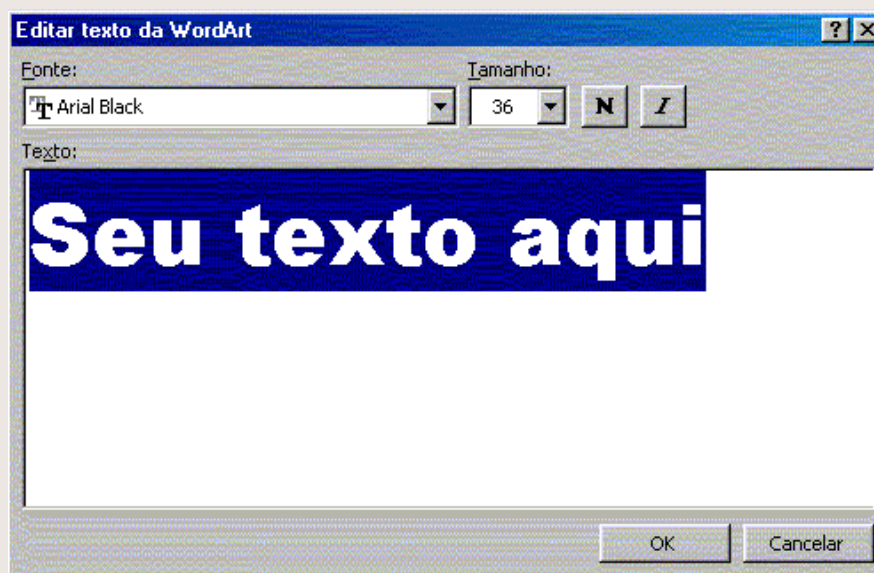 Editar texto da WordArt
Fonte: Tamanho:
Arial Black 36 N I
Texto:
Seu texto aqui
OK Cancelar